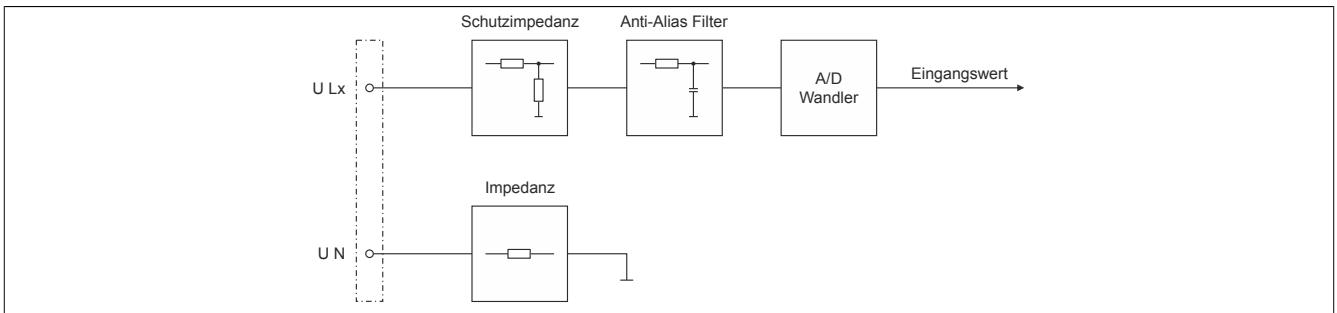 Schutzimpedanz
Anti-Alias Filter
U Lx
A/D
Wandler
Eingangswert
Impedanz
U N